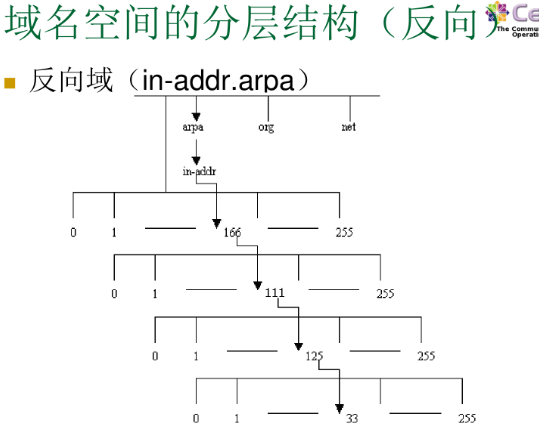 域名空间的分层结构（反向）
The Commu
Operati
反向域（in-addr.arpa）
arpa org net
in-addr
0 1 166 255
0 1 111 255
0 1 125 255
0 1 33 255